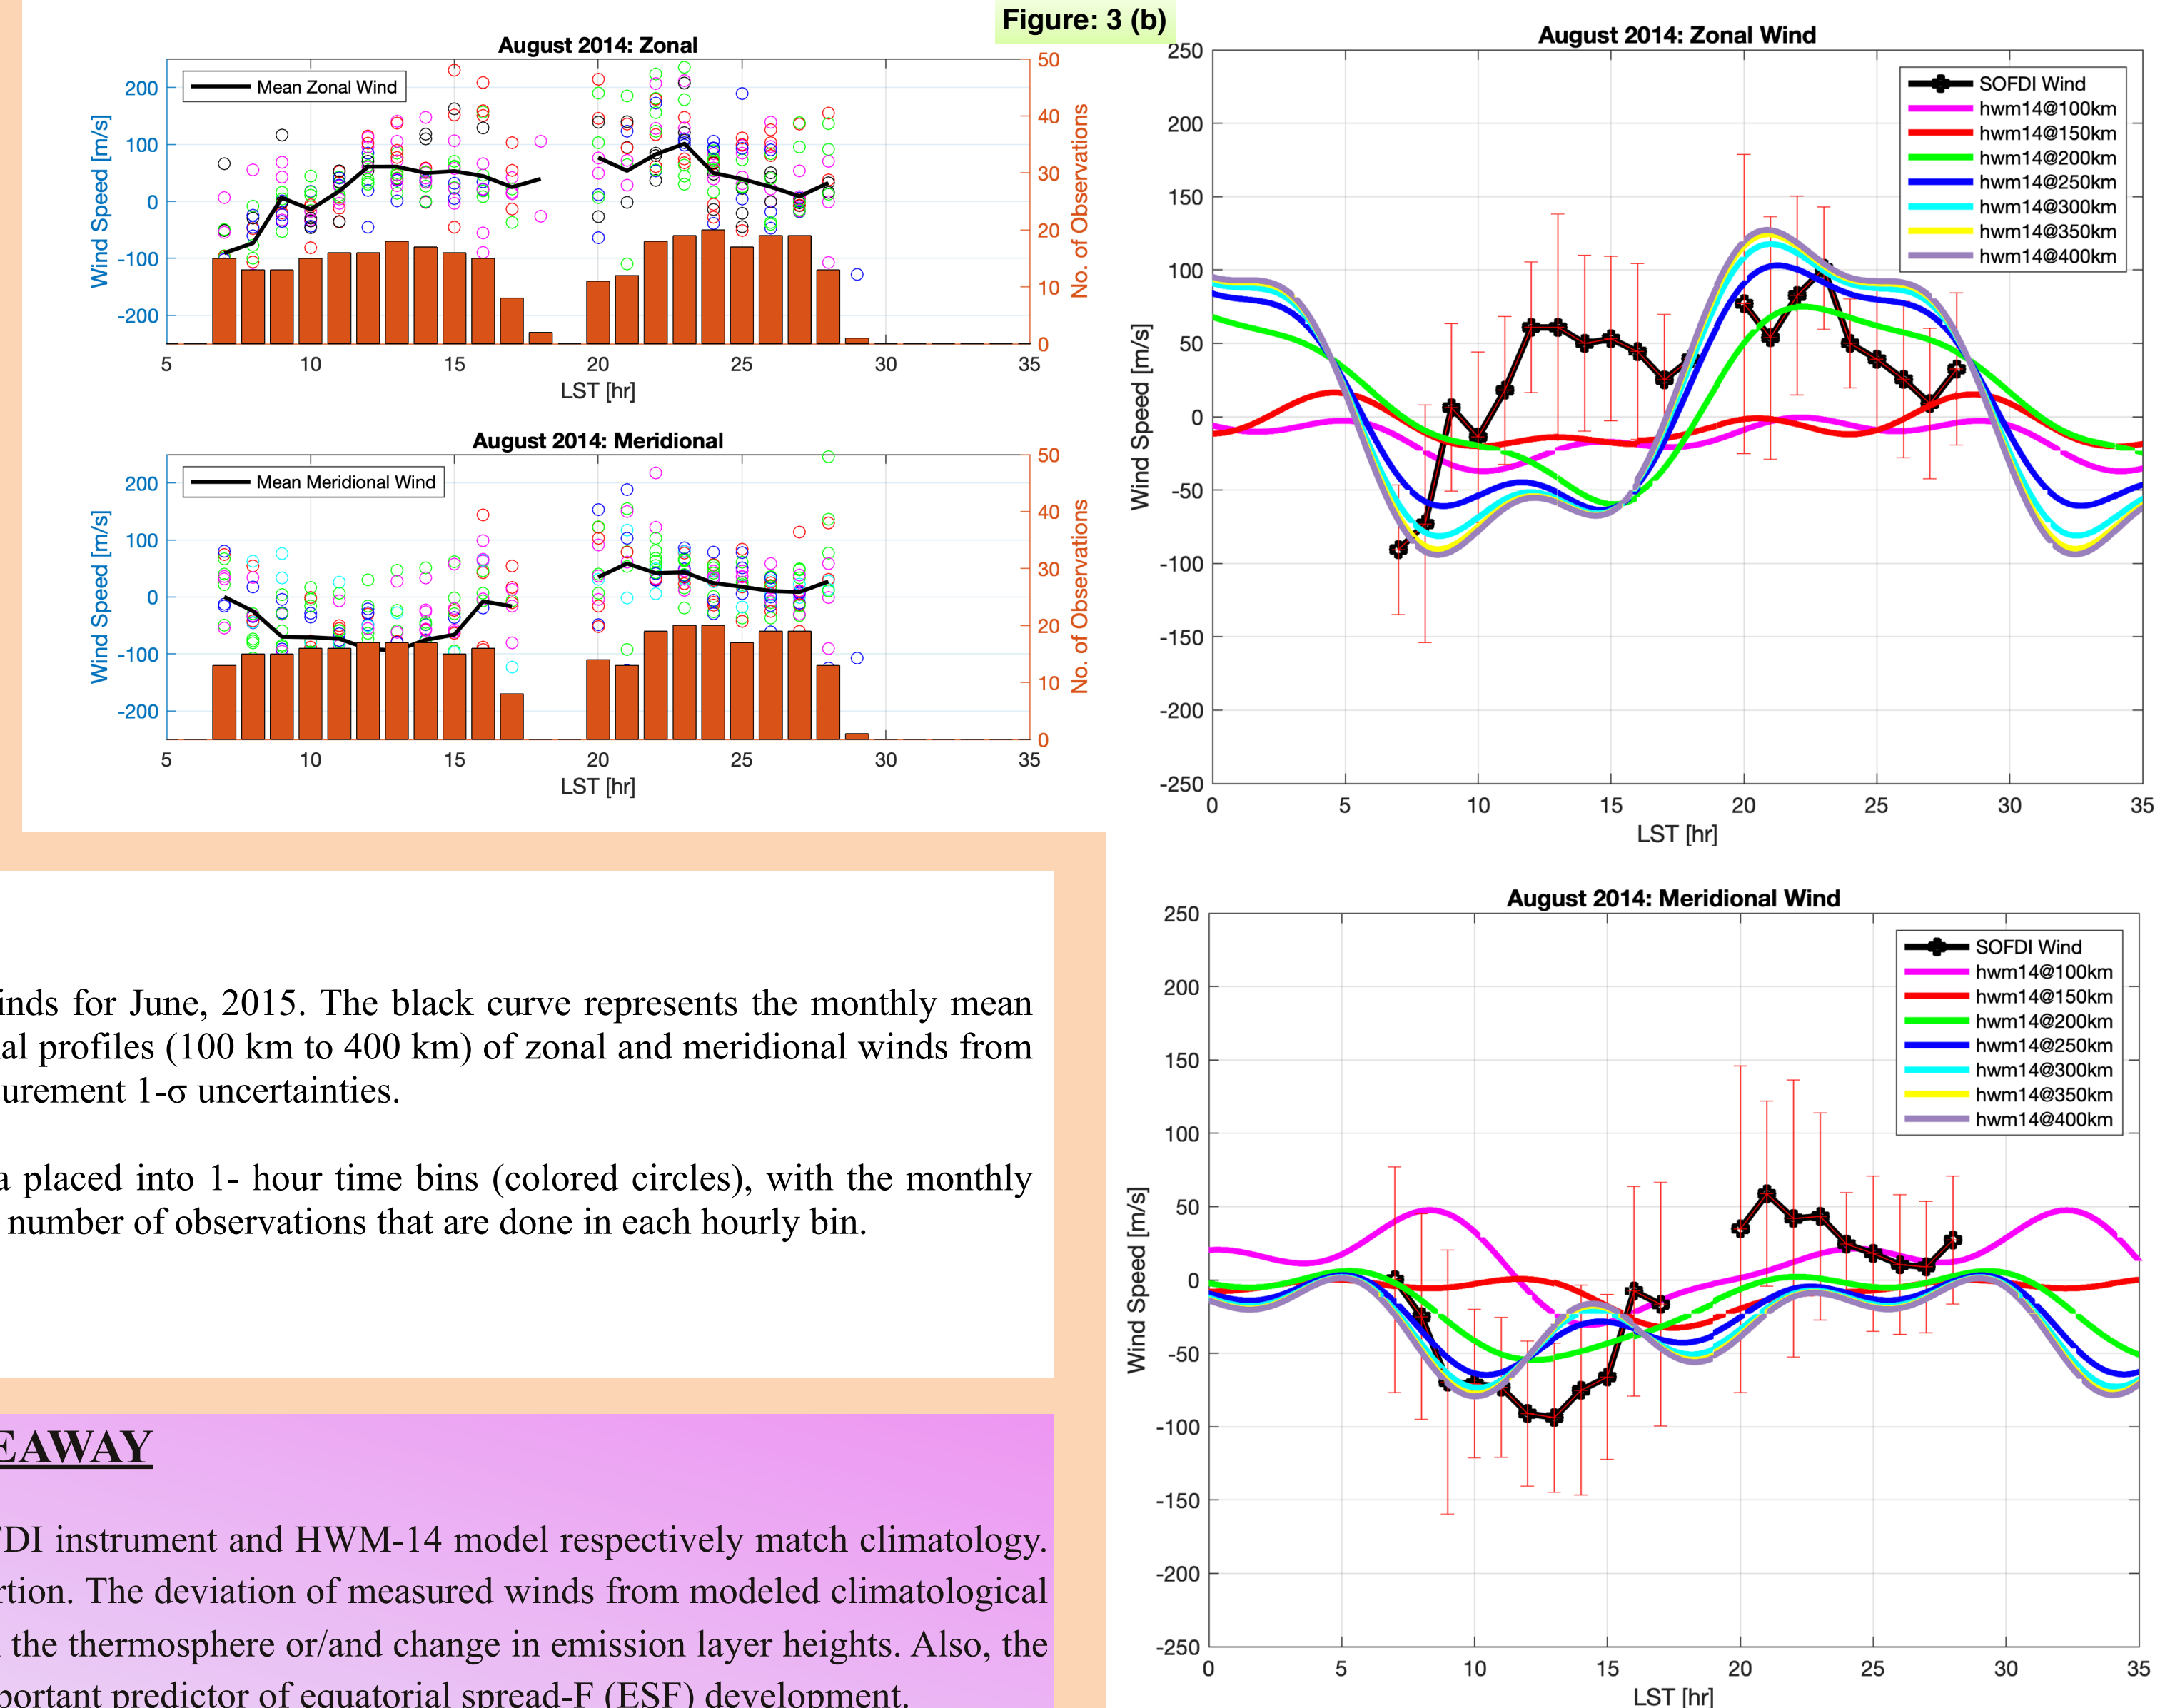 Figure: 3 (b)
August 2014: Zonal
Mean Zonal Wind
Wind Speed [m/s]
200
100
0
-100
-200
50
40
30
20
10
0
No. of Observations
5 10 15 20 25 30 35
LST [hr]
August 2014: Meridional
Mean Meridional Wind
Wind Speed [m/s]
200
100
0
-100
-200
50
40
30
20
10
0
No. of Observations
5 10 15 20 25 30 35
LST [hr]
August 2014: Zonal Wind
SOFDI Wind
hwm14@100km
hwm14@150km
hwm14@200km
hwm14@250km
hwm14@300km
hwm14@350km
hwm14@400km
Wind Speed [m/s]
250
200
150
100
50
0
-50
-100
-150
-200
-250
0 5 10 15 20 25 30 35
LST [hr]
August 2014: Meridional Wind
SOFDI Wind
hwm14@100km
hwm14@150km
hwm14@200km
hwm14@250km
hwm14@300km
hwm14@350km
hwm14@400km
Wind Speed [m/s]
250
200
150
100
50
0
-50
-100
-150
-200
-250
0 5 10 15 20 25 30 35
LST [hr]
inds for June, 2015. The black curve represents the monthly mean
al profiles (100 km to 400 km) of zonal and meridional winds from
urement 1-σ uncertainties.
a placed into 1- hour time bins (colored circles), with the monthly
number of observations that are done in each hourly bin.
EAWAY
FDI instrument and HWM-14 model respectively match climatology.
rtion. The deviation of measured winds from modeled climatological
the thermosphere or/and change in emission layer heights. Also, the
portant predictor of equatorial spread-F (ESF) development.